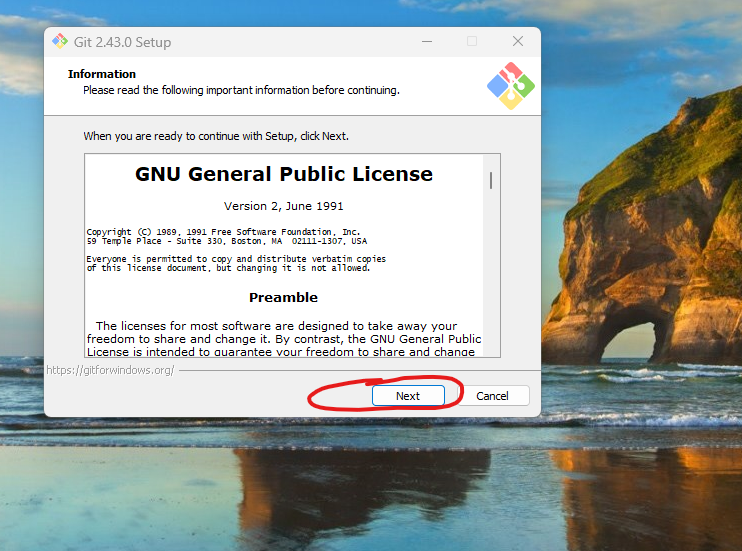 Git 2.43.0 Setup
Information
Please read the following important information before continuing.
When you are ready to continue with Setup, click Next.
GNU General Public License
Version 2, June 1991
Copyright (C) 1989, 1991 Free Software Foundation, Inc.
59 Temple Place - Suite 330, Boston, MA  02111-1307, USA
Everyone is permitted to copy and distribute verbatim copies
of this license document, but changing it is not allowed.
Preamble
The licenses for most software are designed to take away your
freedom to share and change it. By contrast, the GNU General Public
License is intended to guarantee your freedom to share and change
https://gitforwindows.org/
Next
Cancel